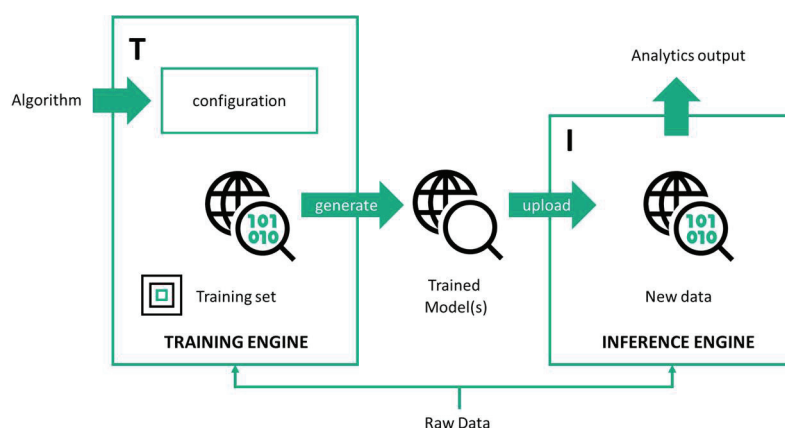 T
Algorithm
configuration
101
010
generate
Training set
TRAINING ENGINE
Trained
Model(s)
upload
Analytics output
I
101
010
New data
INFERENCE ENGINE
Raw Data